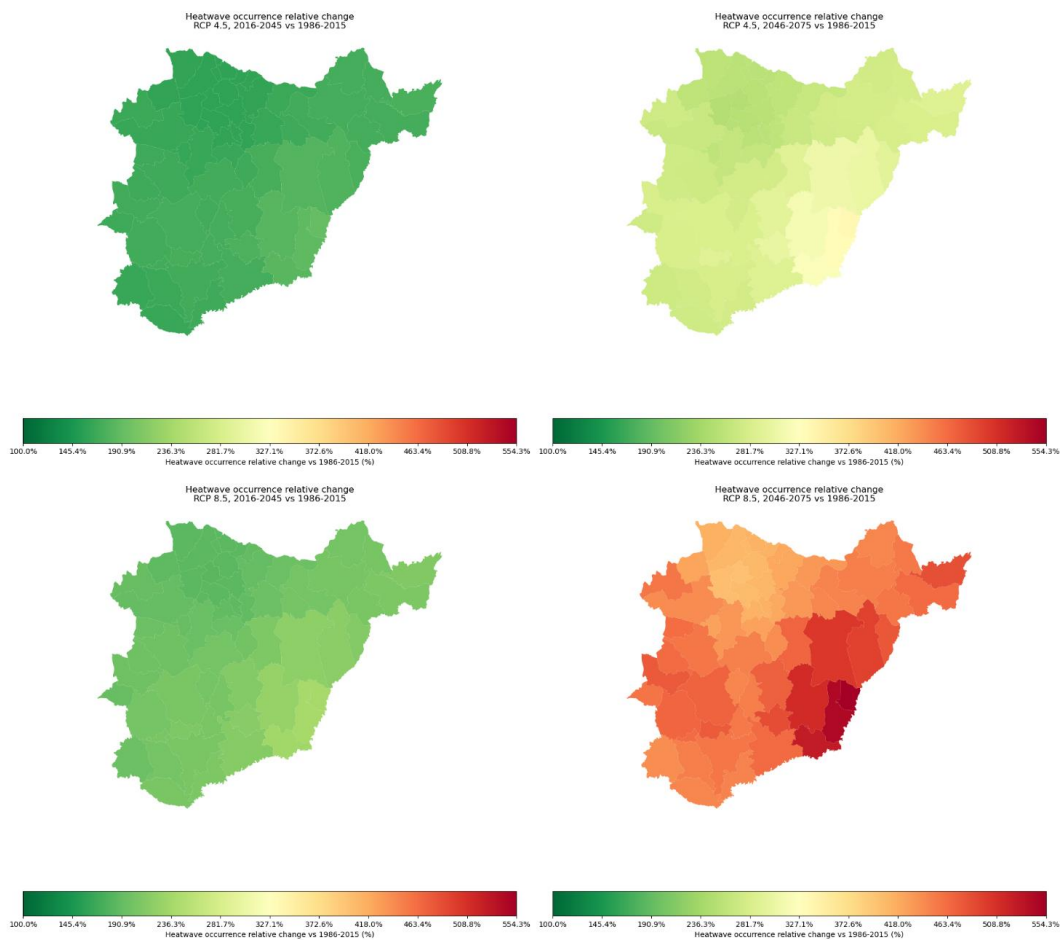 Heatwave occurrence relative change
RCP 4.5, 2016-2045 vs 1986-2015
Heatwave occurrence relative change
RCP 4.5, 2046-2075 vs 1986-2015
100.0% 145.4% 190.9% 236.3% 281.7% 327.1% 372.6% 418.0% 463.4% 508.8% 554.3%
Heatwave occurrence relative change vs 1986-2015 (%)
100.0% 145.4% 190.9% 236.3% 281.7% 327.1% 372.6% 418.0% 463.4% 508.8% 554.3%
Heatwave occurrence relative change vs 1986-2015 (%)
Heatwave occurrence relative change
RCP 8.5, 2016-2045 vs 1986-2015
Heatwave occurrence relative change
RCP 8.5, 2046-2075 vs 1986-2015
100.0% 145.4% 190.9% 236.3% 281.7% 327.1% 372.6% 418.0% 463.4% 508.8% 554.3%
Heatwave occurrence relative change vs 1986-2015 (%)
100.0% 145.4% 190.9% 236.3% 281.7% 327.1% 372.6% 418.0% 463.4% 508.8% 554.3%
Heatwave occurrence relative change vs 1986-2015 (%)